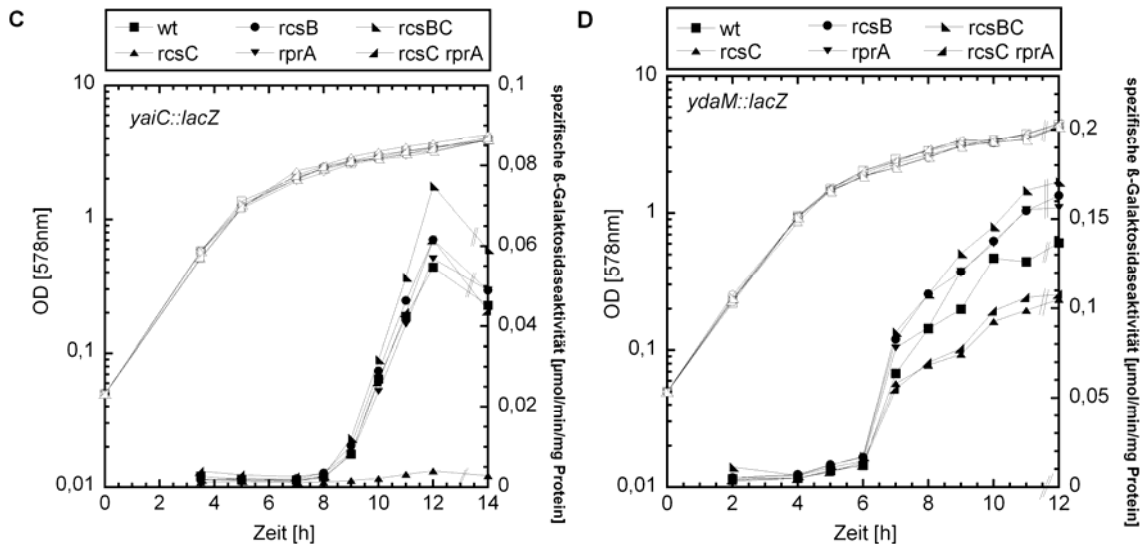 C
wt
rcsB
rcsBC
rcsC
rprA
rcsC rprA
yaiC::lacZ
10
1
0,1
0,01
OD [578nm]
0,1
0,08
0,06
0,04
0,02
0
spezifische ß-Galaktosidaseaktivität [µmol/min/mg Protein]
0 2 4 6 8 10 12 14
Zeit [h]
D
wt
rcsB
rcsBC
rcsC
rprA
rcsC rprA
ydaM::lacZ
10
1
0,1
0,01
OD [578nm]
0,2
0,15
0,1
0,05
0
spezifische ß-Galaktosidaseaktivität [µmol/min/mg Protein]
0 2 4 6 8 10 12
Zeit [h]